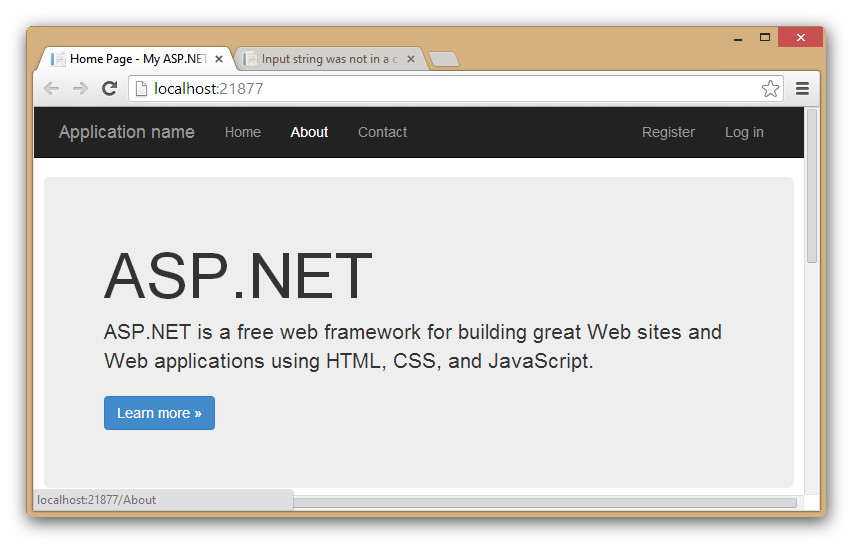 Home Page - My ASP.NET
Input string was not in a c
localhost:21877
Application name Home About Contact Register Log in
ASP.NET
ASP.NET is a free web framework for building great Web sites and
Web applications using HTML, CSS, and JavaScript.
Learn more »
localhost:21877/About